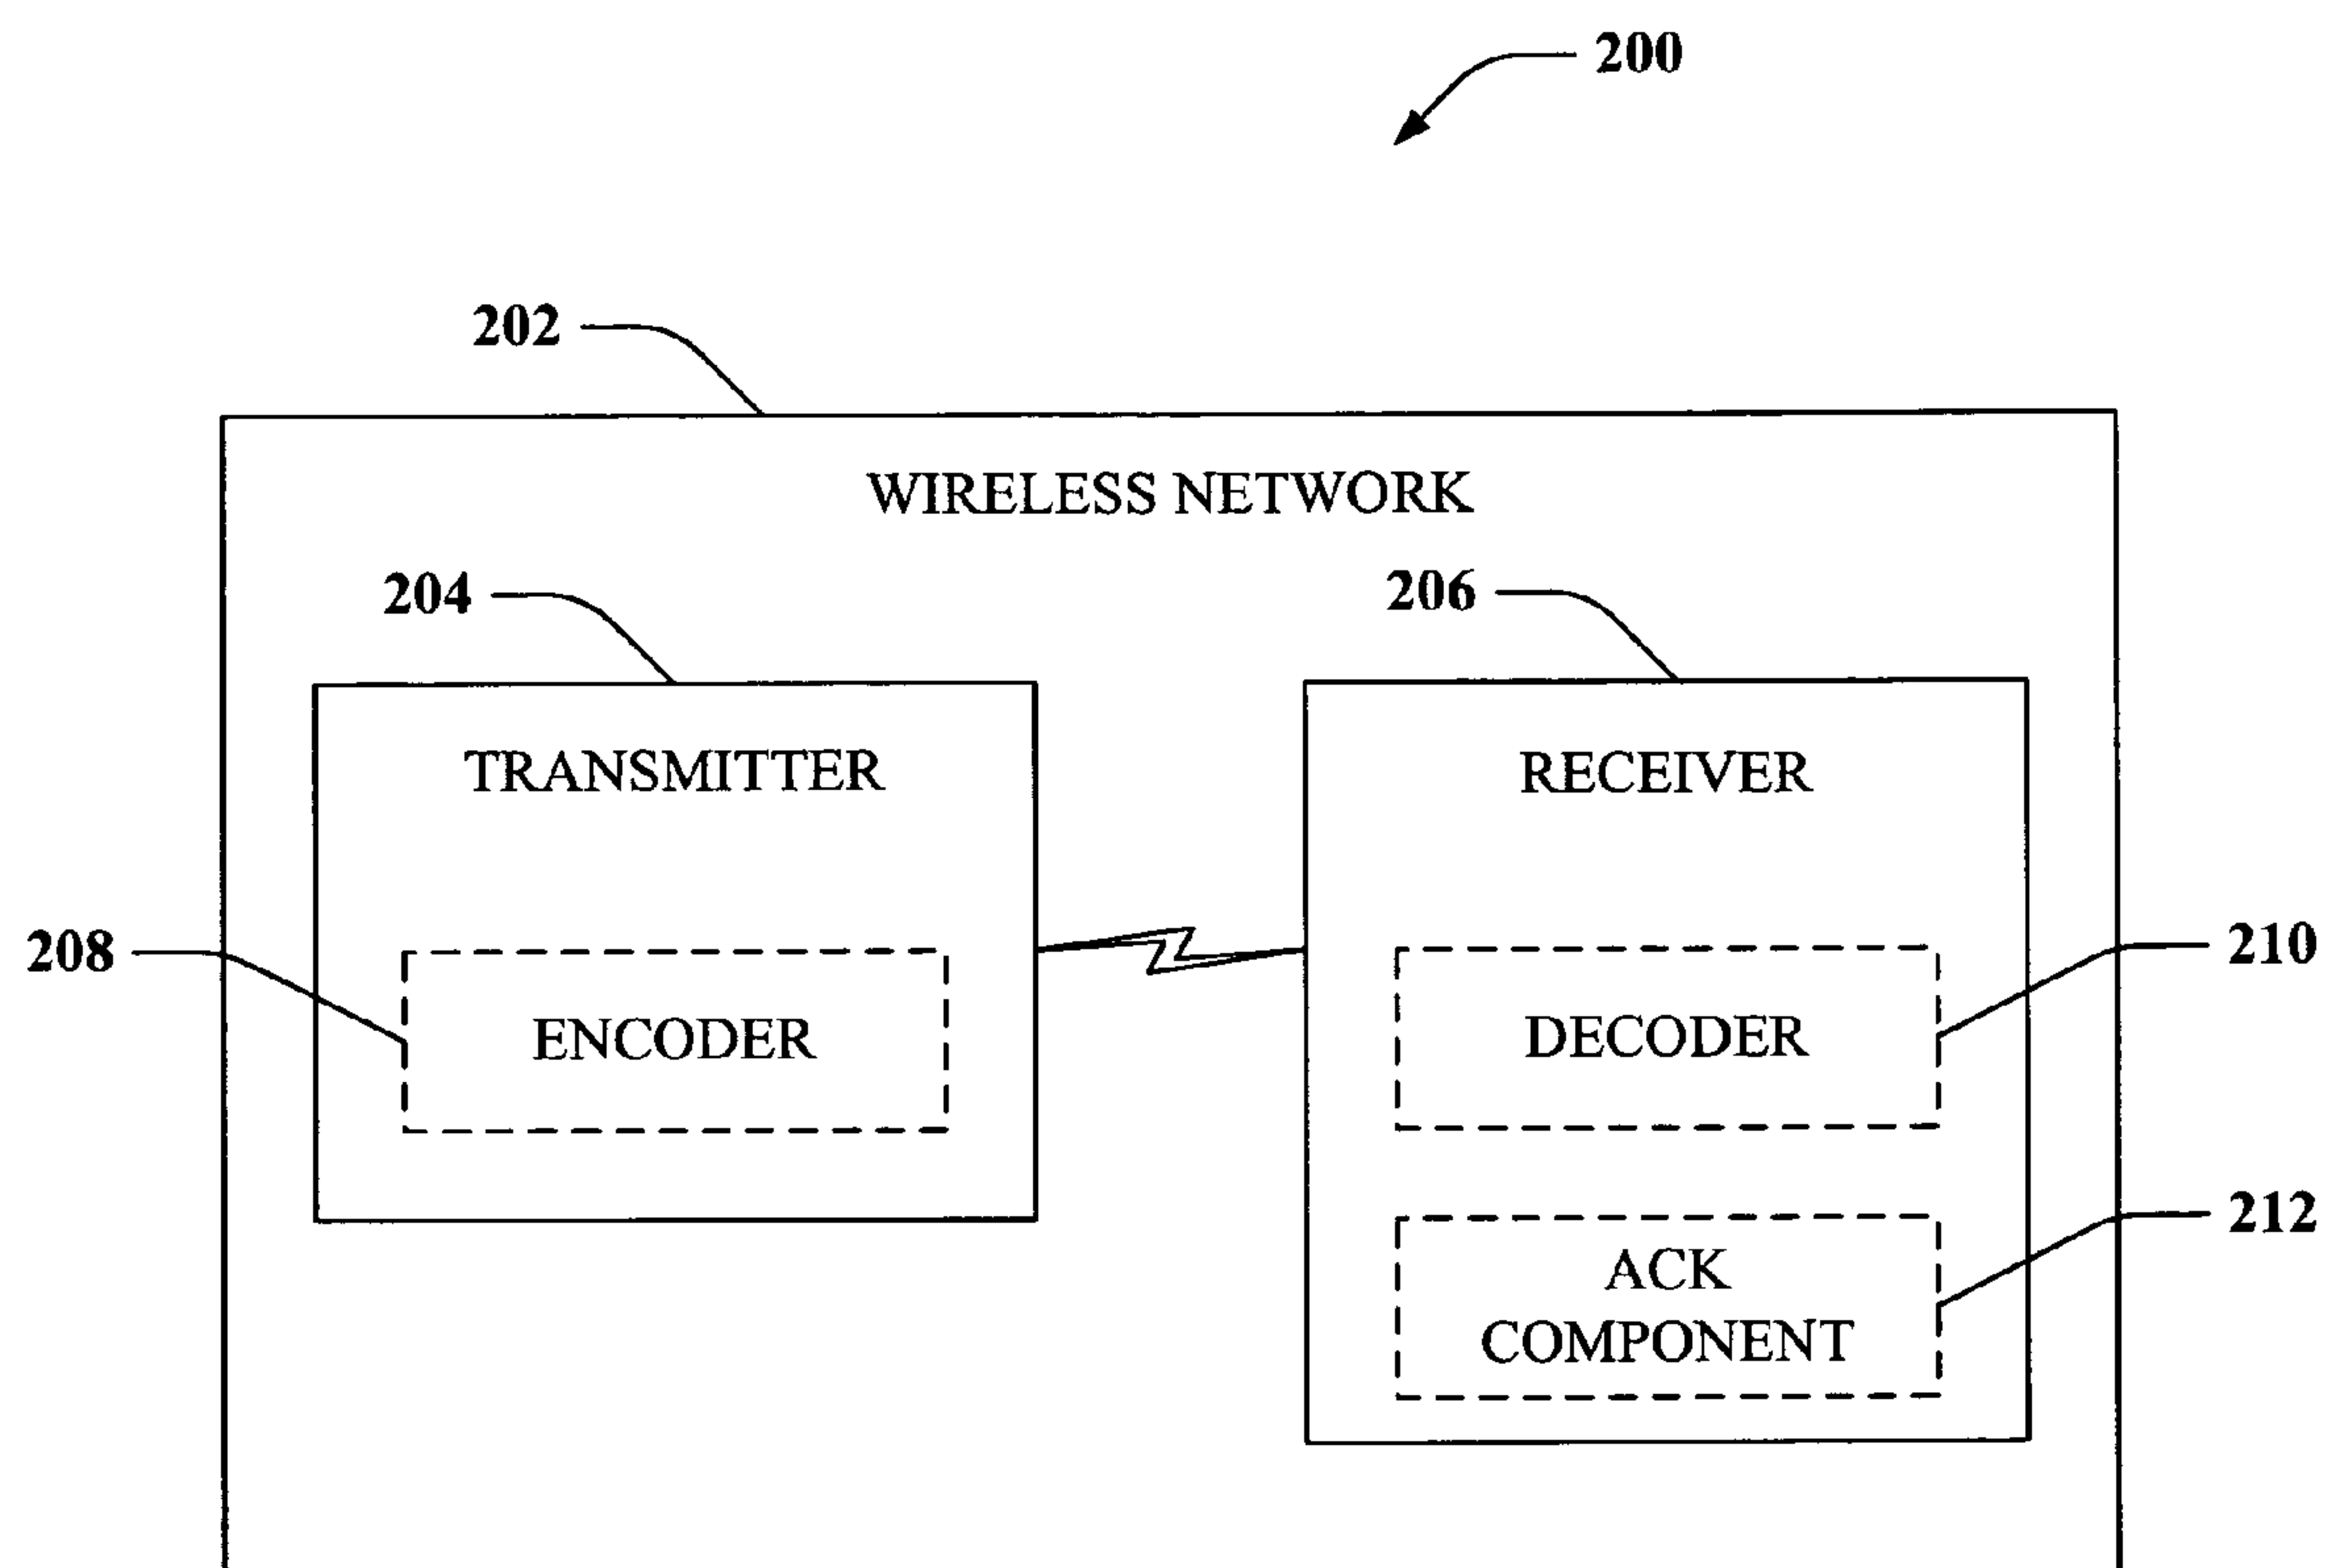 200
202
WIRELESS NETWORK
204
206
TRANSMITTER
RECEIVER
208
ENCODER
DECODER
210
ACK
COMPONENT
212